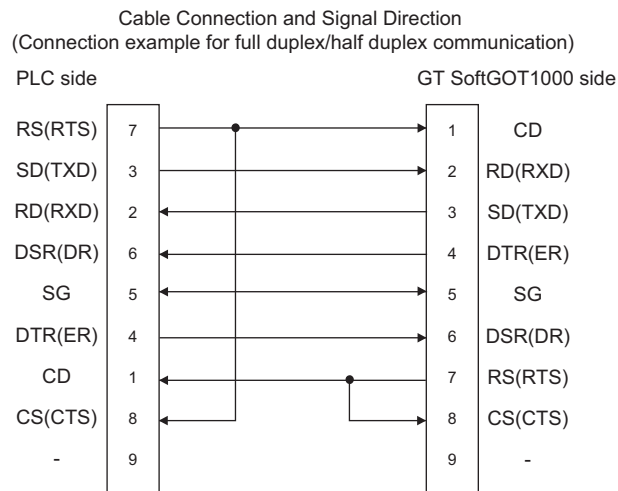 Cable Connection and Signal Direction
(Connection example for full duplex/half duplex communication)
PLC side GT SoftGOT1000 side
RS(RTS) 7 1 CD
SD(TXD) 3 2 RD(RXD)
RD(RXD) 2 3 SD(TXD)
DSR(DR) 6 4 DTR(ER)
SG 5 5 SG
DTR(ER) 4 6 DSR(DR)
CD 1 7 RS(RTS)
CS(CTS) 8 8 CS(CTS)
- 9 9 -